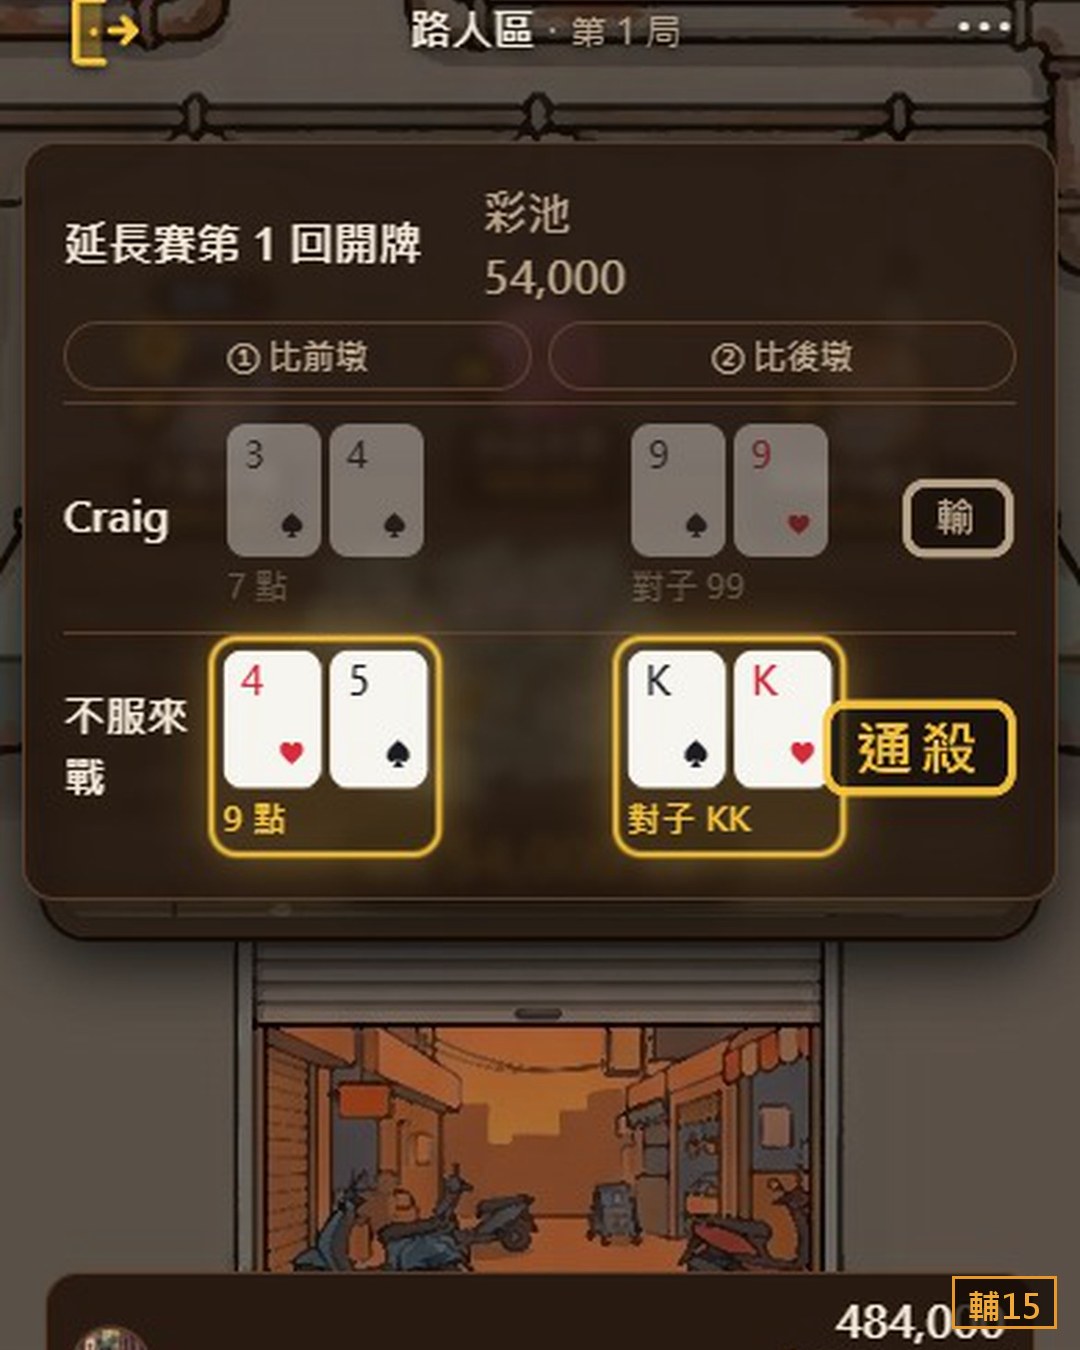 路人區 · 第 1 局
延長賽第 1 回開牌
彩池
54,000
① 比前墩
② 比後墩
Craig
3
4
7 點
9
9
對子 99
輸
不服來
戰
4
5
9 點
K
K
對子 KK
通殺
輔15
484,000